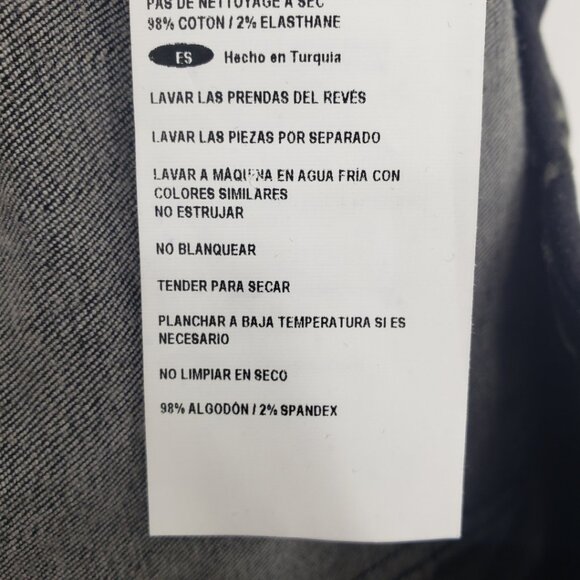 PAS DE NETTOYAGE A SEC
98% COTON / 2% ELASTHANE
ES Hecho en Turquia
LAVAR LAS PRENDAS DEL REVÉS
LAVAR LAS PIEZAS POR SEPARADO
LAVAR A MÁQUINA EN AGUA FRÍA CON
COLORES SIMILARES
NO ESTRUJAR
NO BLANQUEAR
TENDER PARA SECAR
PLANCHAR A BAJA TEMPERATURA SI ES
NECESARIO
NO LIMPIAR EN SECO
98% ALGODÓN / 2% SPANDEX